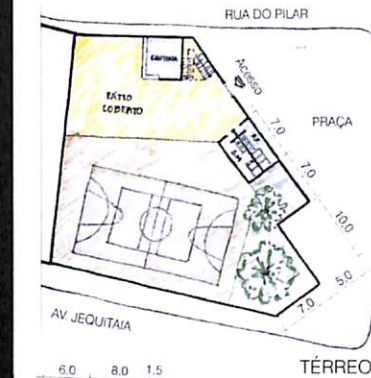 RUA DO PILAR
CANTINA
Acesso
PÁTIO
COBERTO
7.0
PRAÇA
7.0
10.0
5.0
7.0
AV. JEQUITAIA
TÉRREO
6.0 8.0 1.5